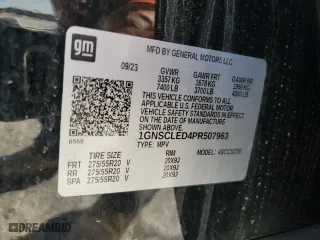 gm
MFD BY GENERAL MOTORS LLC
09/23 GVWR GAWR FRT GAWR RR
3357 KG 1678 KG 1950 KG
7400 LB 3700 LB 4300 LB
THIS VEHICLE CONFORMS TO ALL APPLICABLE
U.S. FEDERAL MOTOR VEHICLE SAFETY
STANDARDS IN EFFECT ON THE DATE OF
MANUFACTURE SHOWN ABOVE.
1GNSCLED4PR507963
TYPE: MPV
TIRE SIZE RIM
FRT 275/55R20 V 20X9J
RR 275/55R20 V 20X9J
SPA 275/55R20 V 20X9J